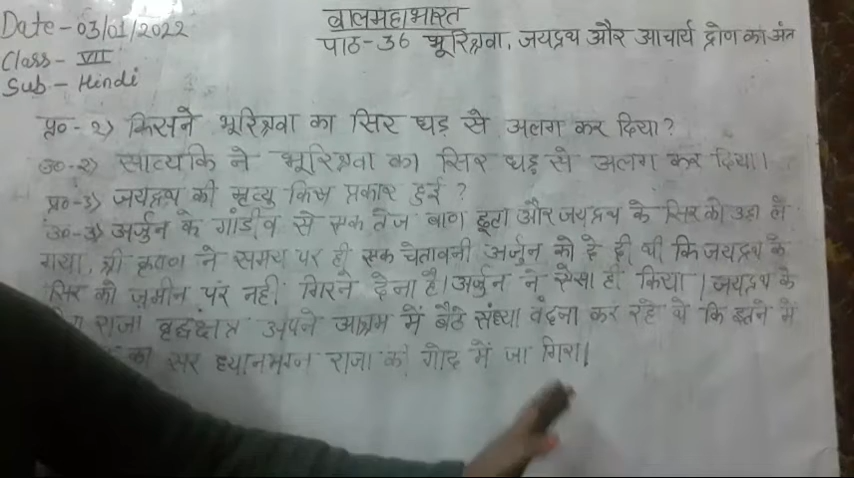 Date - 03/01/2022
Class - VII
Sub - Hindi
बालमहाभारत
पाठ-36 भूरिश्रवा, जयद्रथ और आचार्य द्रोण का अंत
प्र०-2> किसने भूरिश्रवा का सिर धड़ से अलग कर दिया?
उ०-2> सात्यकि ने भूरिश्रवा का सिर धड़ से अलग कर दिया।
प्र०-3> जयद्रथ की मृत्यु किस प्रकार हुई ?
उ०-3> अर्जुन के गांडीव से एक तेज बाण छूटा और जयद्रथ के सिर को उड़ा ले
गया, श्री कृष्ण ने समय पर ही एक चेतावनी अर्जुन को दे दी थी कि जयद्रथ के
सिर को ज़मीन पर नहीं गिरने देना है। अर्जुन ने ऐसा ही किया। जयद्रथ के
राजा वृद्धक्षत्र अपने आश्रम में बैठे संध्या वंदना कर रहे थे कि इतने में
का सर ध्यानमग्न राजा की गोद में जा गिरा।